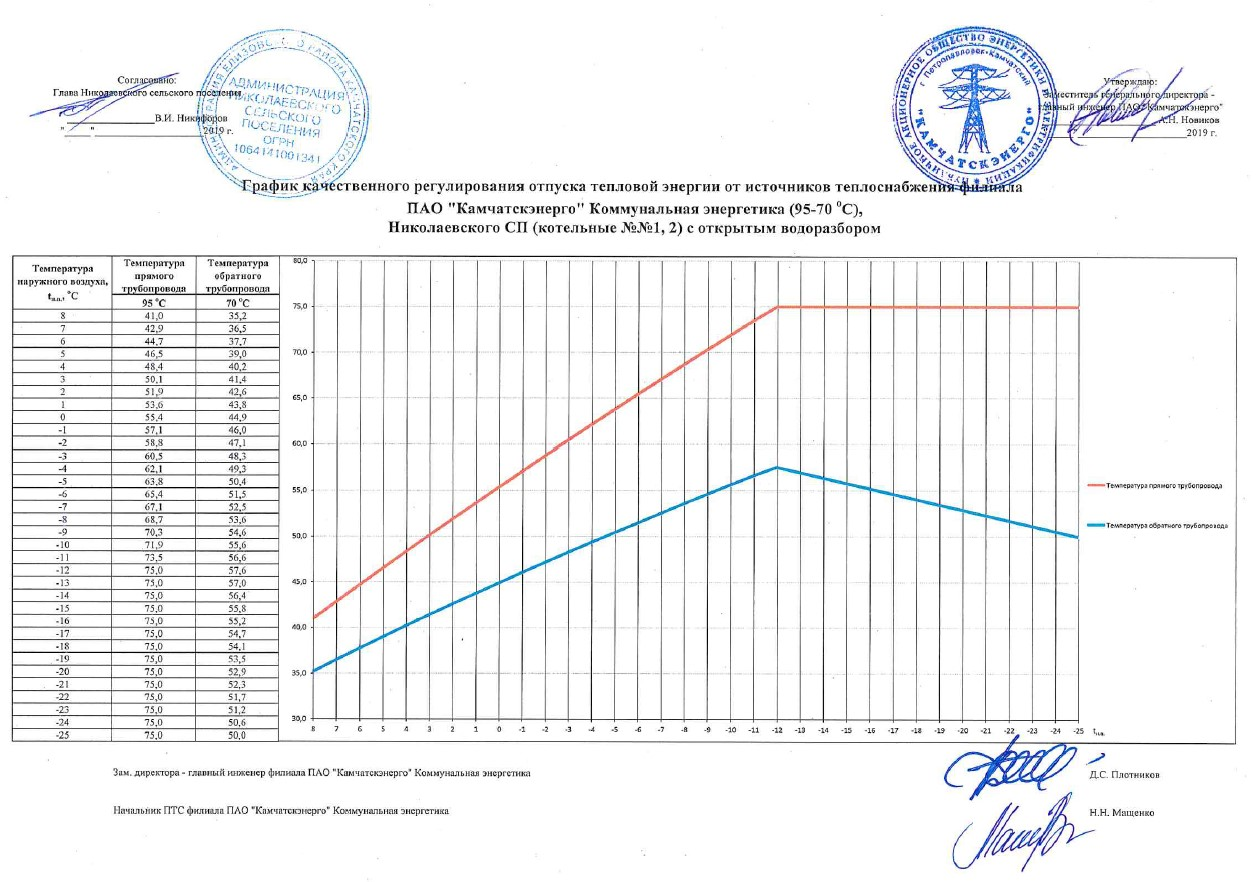 Согласовано:
Глава Николаевского сельского поселения
В.И. Никифоров
"_____" 2019 г.
АДМИНИСТРАЦИЯ
НИКОЛАЕВСКОГО
СЕЛЬСКОГО
ПОСЕЛЕНИЯ
ОГРН
1064141001341
ПУБЛИЧНОЕ АКЦИОНЕРНОЕ ОБЩЕСТВО ЭНЕРГЕТИКИ И ЭЛЕКТРИФИКАЦИИ
г. Петропавловск-Камчатский
"КАМЧАТСКЭНЕРГО"
Утверждаю:
заместитель генерального директора -
главный инженер ПАО "Камчатскэнерго"
А.Н. Новиков
2019 г.
График качественного регулирования отпуска тепловой энергии от источников теплоснабжения филиала
ПАО "Камчатскэнерго" Коммунальная энергетика (95-70 °С),
Николаевского СП (котельные №№1, 2) с открытым водоразбором
Температура наружного воздуха, tн.в., °С Температура прямого трубопровода Температура обратного трубопровода
95 °С 70 °С
8 41,0 35,2
7 42,9 36,5
6 44,7 37,7
5 46,5 39,0
4 48,4 40,2
3 50,1 41,4
2 51,9 42,6
1 53,6 43,8
0 55,4 44,9
-1 57,1 46,0
-2 58,8 47,1
-3 60,5 48,3
-4 62,1 49,3
-5 63,8 50,4
-6 65,4 51,5
-7 67,1 52,5
-8 68,7 53,6
-9 70,3 54,6
-10 71,9 55,6
-11 73,5 56,6
-12 75,0 57,6
-13 75,0 57,0
-14 75,0 56,4
-15 75,0 55,8
-16 75,0 55,2
-17 75,0 54,7
-18 75,0 54,1
-19 75,0 53,5
-20 75,0 52,9
-21 75,0 52,3
-22 75,0 51,7
-23 75,0 51,2
-24 75,0 50,6
-25 75,0 50,0
80,0
75,0
70,0
65,0
60,0
55,0
50,0
45,0
40,0
35,0
30,0
8 7 6 5 4 3 2 1 0 -1 -2 -3 -4 -5 -6 -7 -8 -9 -10 -11 -12 -13 -14 -15 -16 -17 -18 -19 -20 -21 -22 -23 -24 -25 tн.в.
Температура прямого трубопровода
Температура обратного трубопровода
Зам. директора - главный инженер филиала ПАО "Камчатскэнерго" Коммунальная энергетика
Д.С. Плотников
Начальник ПТС филиала ПАО "Камчатскэнерго" Коммунальная энергетика
Н.Н. Мащенко